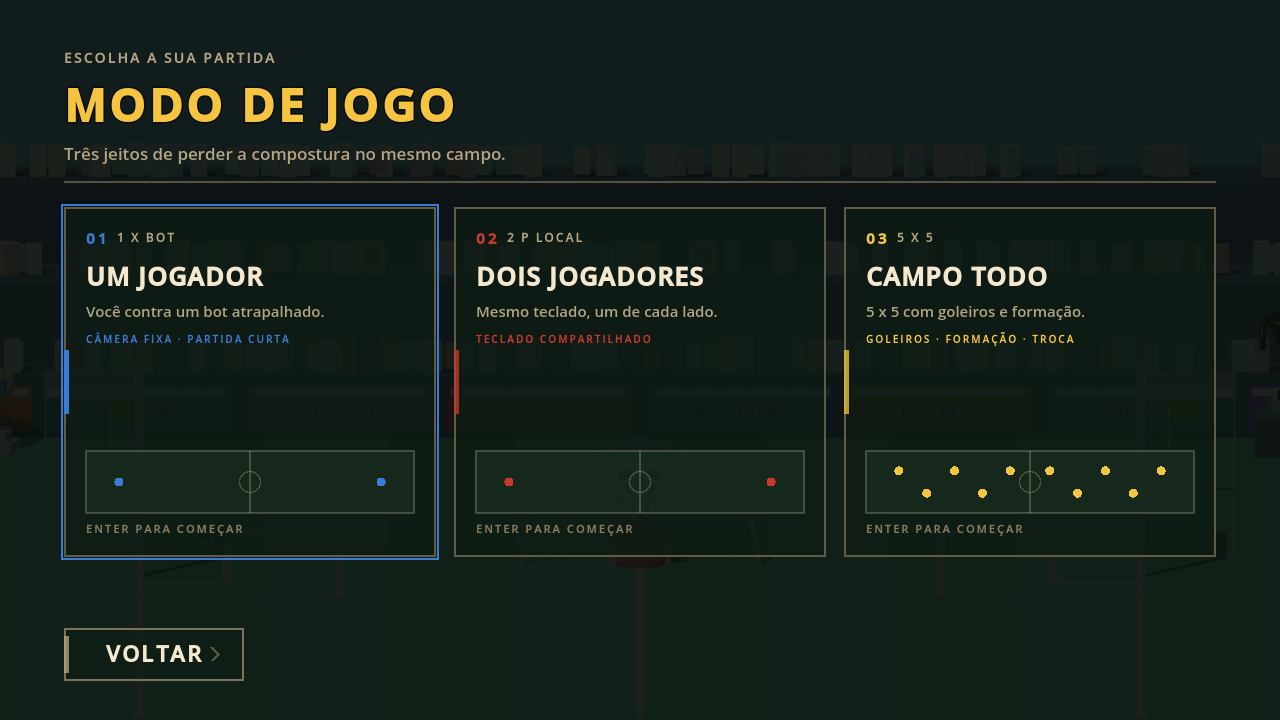 ESCOLHA A SUA PARTIDA
MODO DE JOGO
Três jeitos de perder a compostura no mesmo campo.
01 1 X BOT
UM JOGADOR
Você contra um bot atrapalhado.
CÂMERA FIXA · PARTIDA CURTA
ENTER PARA COMEÇAR
02 2 P LOCAL
DOIS JOGADORES
Mesmo teclado, um de cada lado.
TECLADO COMPARTILHADO
ENTER PARA COMEÇAR
03 5 X 5
CAMPO TODO
5 x 5 com goleiros e formação.
GOLEIROS · FORMAÇÃO · TROCA
ENTER PARA COMEÇAR
VOLTAR